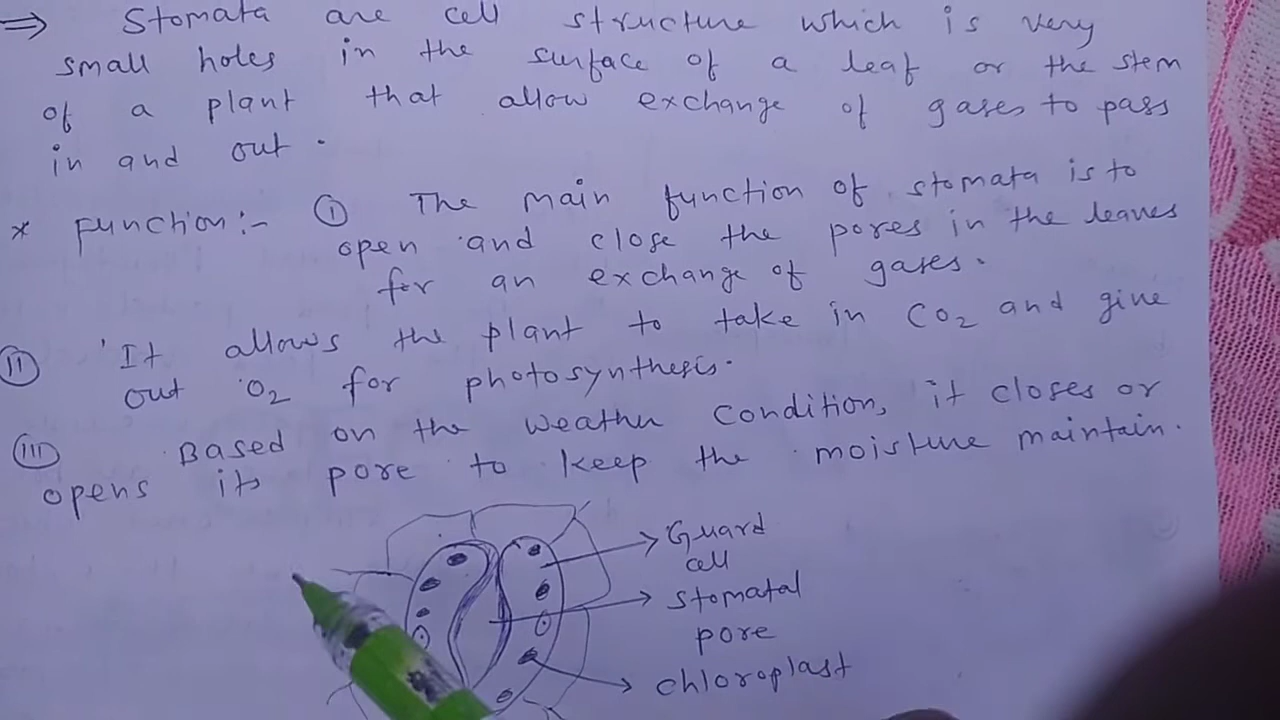 ⇒ Stomata are cell structure which is very
small holes in the surface of a leaf or the stem
of a plant that allow exchange of gases to pass
in and out.
* Function:- (i) The main function of stomata is to
open and close the pores in the leaves
for an exchange of gases.
(ii) It allows the plant to take in CO₂ and give
out O₂ for photosynthesis.
(iii) Based on the weather condition, it closes or
opens its pore to keep the moisture maintain.
Guard
cell
stomatal
pore
chloroplast